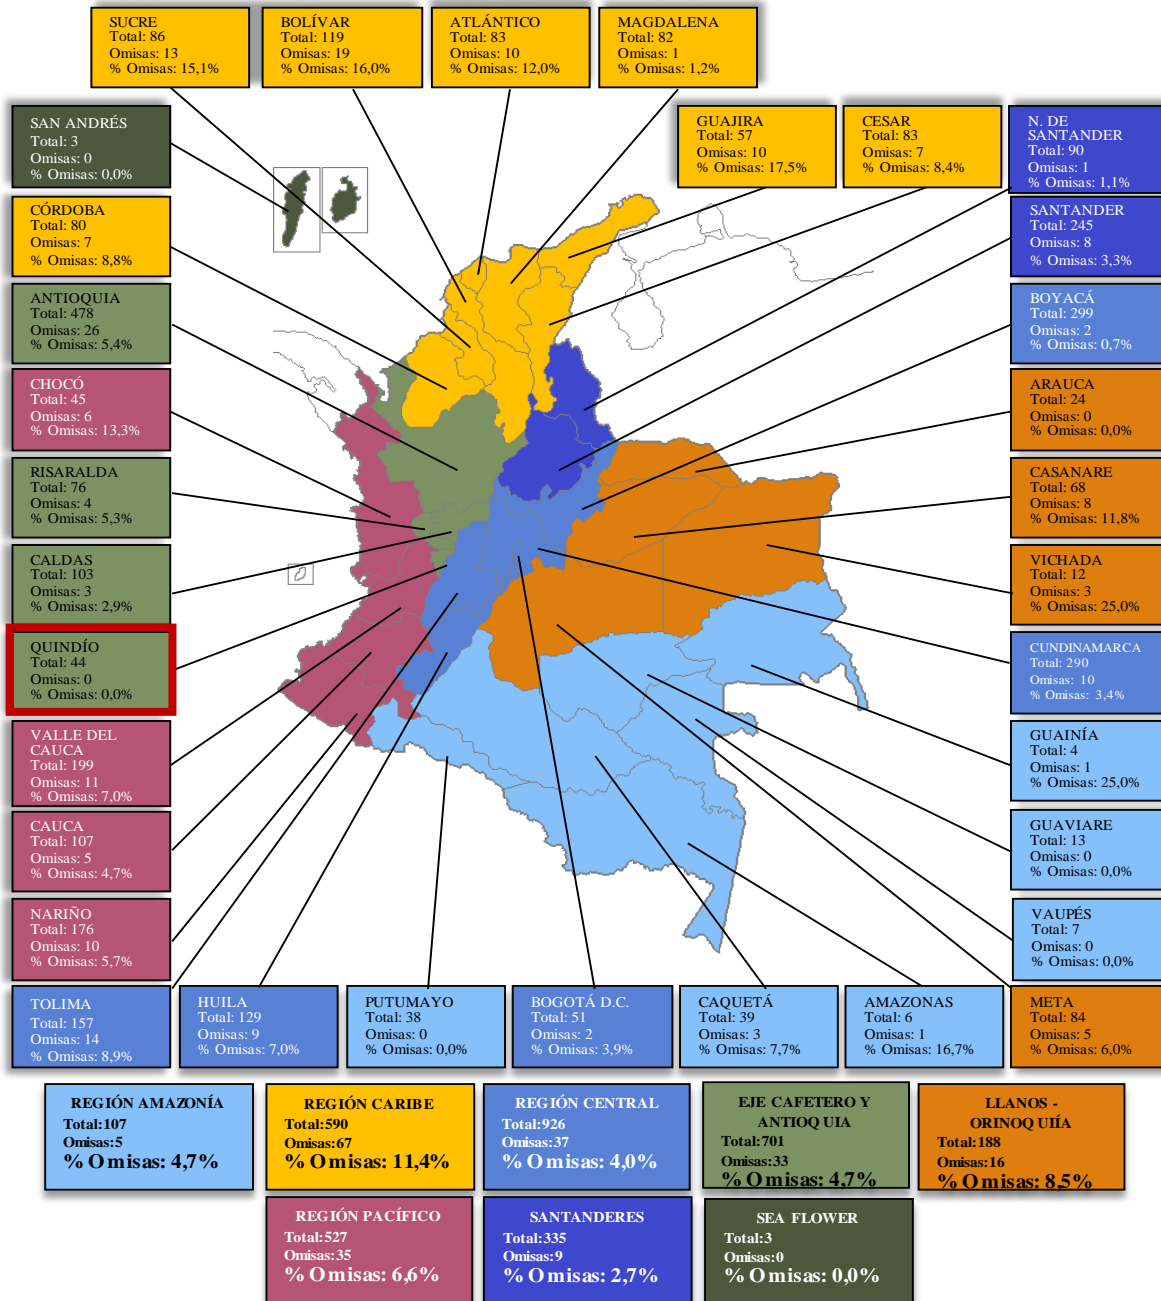 SUCRE
Total: 86
Omisas: 13
% Omisas: 15,1%
BOLÍVAR
Total: 119
Omisas: 19
% Omisas: 16,0%
ATLÁNTICO
Total: 83
Omisas: 10
% Omisas: 12,0%
MAGDALENA
Total: 82
Omisas: 1
% Omisas: 1,2%
SAN ANDRÉS
Total: 3
Omisas: 0
% Omisas: 0,0%
GUAJIRA
Total: 57
Omisas: 10
% Omisas: 17,5%
CESAR
Total: 83
Omisas: 7
% Omisas: 8,4%
N. DE
SANTANDER
Total: 90
Omisas: 1
% Omisas: 1,1%
CÓRDOBA
Total: 80
Omisas: 7
% Omisas: 8,8%
SANTANDER
Total: 245
Omisas: 8
% Omisas: 3,3%
ANTIOQUIA
Total: 478
Omisas: 26
% Omisas: 5,4%
BOYACÁ
Total: 299
Omisas: 2
% Omisas: 0,7%
CHOCÓ
Total: 45
Omisas: 6
% Omisas: 13,3%
ARAUCA
Total: 24
Omisas: 0
% Omisas: 0,0%
RISARALDA
Total: 76
Omisas: 4
% Omisas: 5,3%
CASANARE
Total: 68
Omisas: 8
% Omisas: 11,8%
CALDAS
Total: 103
Omisas: 3
% Omisas: 2,9%
VICHADA
Total: 12
Omisas: 3
% Omisas: 25,0%
QUINDÍO
Total: 44
Omisas: 0
% Omisas: 0,0%
CUNDINAMARCA
Total: 290
Omisas: 10
% Omisas: 3,4%
VALLE DEL
CAUCA
Total: 199
Omisas: 11
% Omisas: 7,0%
GUAINÍA
Total: 4
Omisas: 1
% Omisas: 25,0%
CAUCA
Total: 107
Omisas: 5
% Omisas: 4,7%
GUAVIARE
Total: 13
Omisas: 0
% Omisas: 0,0%
NARIÑO
Total: 176
Omisas: 10
% Omisas: 5,7%
VAUPÉS
Total: 7
Omisas: 0
% Omisas: 0,0%
TOLIMA
Total: 157
Omisas: 14
% Omisas: 8,9%
HUILA
Total: 129
Omisas: 9
% Omisas: 7,0%
PUTUMAYO
Total: 38
Omisas: 0
% Omisas: 0,0%
BOGOTÁ D.C.
Total: 51
Omisas: 2
% Omisas: 3,9%
CAQUETÁ
Total: 39
Omisas: 3
% Omisas: 7,7%
AMAZONAS
Total: 6
Omisas: 1
% Omisas: 16,7%
META
Total: 84
Omisas: 5
% Omisas: 6,0%
REGIÓN AMAZONÍA
Total:107
Omisas:5
% Omisas: 4,7%
REGIÓN CARIBE
Total:590
Omisas:67
% Omisas: 11,4%
REGIÓN CENTRAL
Total:926
Omisas:37
% Omisas: 4,0%
EJE CAFETERO Y
ANTIOQUIA
Total:701
Omisas:33
% Omisas: 4,7%
LLANOS -
ORINOQUIÍA
Total:188
Omisas:16
% Omisas: 8,5%
REGIÓN PACÍFICO
Total:527
Omisas:35
% Omisas: 6,6%
SANTANDERES
Total:335
Omisas:9
% Omisas: 2,7%
SEA FLOWER
Total:3
Omisas:0
% Omisas: 0,0%